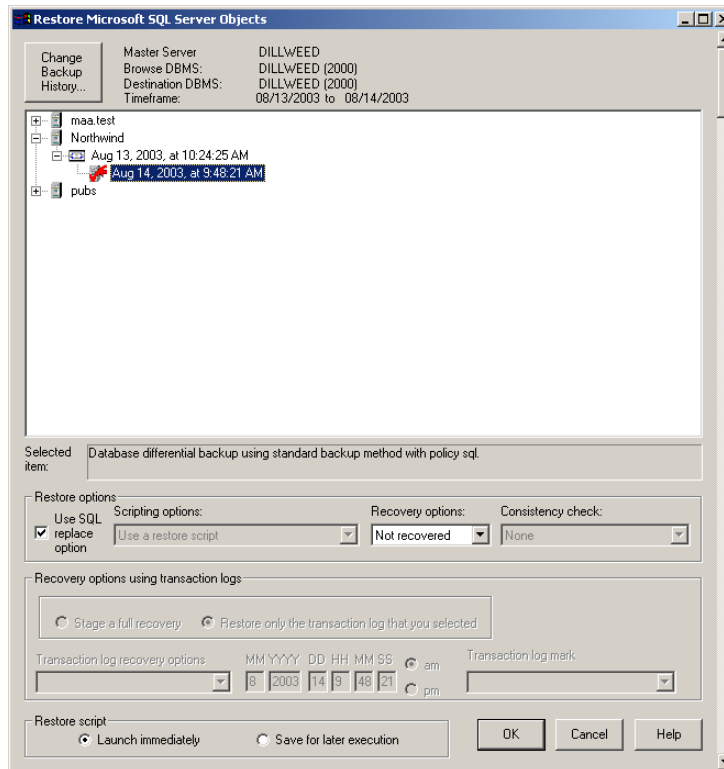 Restore Microsoft SQL Server Objects
Change
Backup
History...
Master Server DILLWEED
Browse DBMS: DILLWEED (2000)
Destination DBMS: DILLWEED (2000)
Timeframe: 08/13/2003 to 08/14/2003
maa.test
Northwind
Aug 13, 2003, at 10:24:25 AM
Aug 14, 2003, at 9:48:21 AM
pubs
Selected
item:
Database differential backup using standard backup method with policy sql.
Restore options
Use SQL
replace
option
Scripting options:
Use a restore script
Recovery options:
Not recovered
Consistency check:
None
Recovery options using transaction logs
Stage a full recovery
Restore only the transaction log that you selected
Transaction log recovery options
MM YYYY DD HH MM SS
8 2003 14 9 48 21
am
pm
Transaction log mark
Restore script
Launch immediately
Save for later execution
OK
Cancel
Help